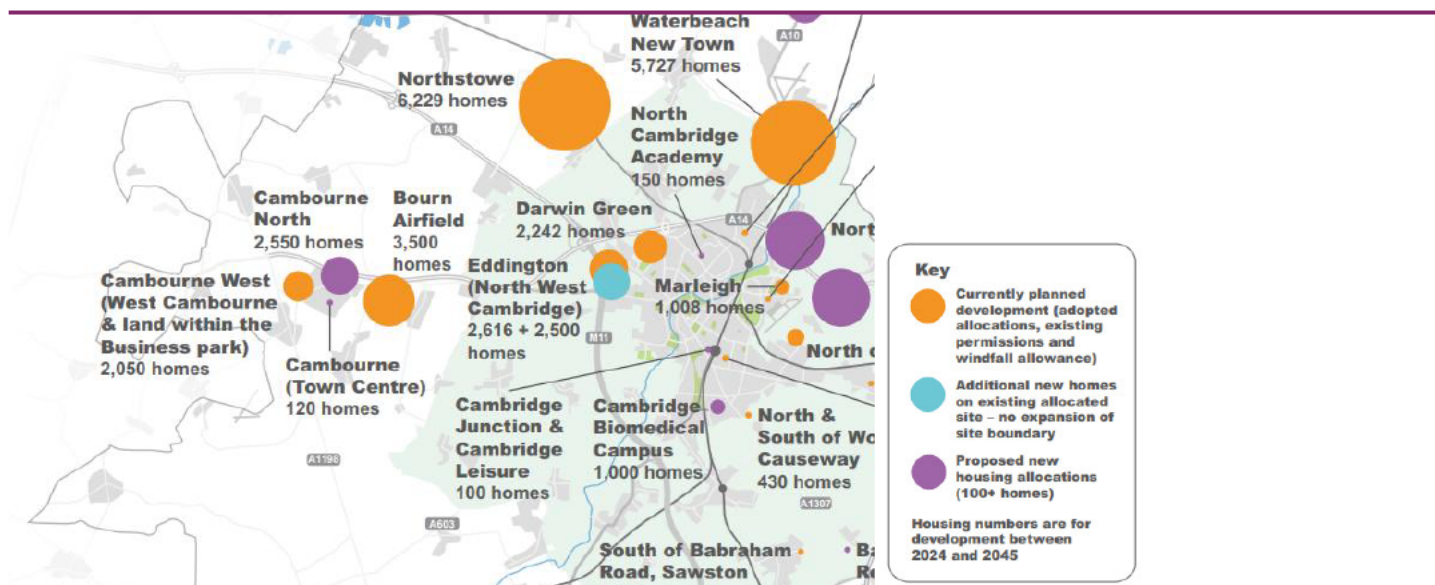 Waterbeach
New Town
5,727 homes
A10
Northstowe
6,229 homes
A14
North
Cambridge
Academy
150 homes
Cambourne
North
2,550 homes
Bourn
Airfield
3,500
homes
Darwin Green
2,242 homes
A14
Nort
Cambourne West
(West Cambourne
& land within the
Business park)
2,050 homes
Eddington
(North West
Cambridge)
2,616 + 2,500
homes
Marleigh
1,008 homes
M11
North o
Cambourne
(Town Centre)
120 homes
Cambridge
Junction &
Cambridge
Leisure
100 homes
Cambridge
Biomedical
Campus
1,000 homes
North &
South of Wo
Causeway
430 homes
A1198
A603
A1307
South of Babraham
Road, Sawston
Ba
Ro
Key
Currently planned
development (adopted
allocations, existing
permissions and
windfall allowance)
Additional new homes
on existing allocated
site – no expansion of
site boundary
Proposed new
housing allocations
(100+ homes)
Housing numbers are for
development between
2024 and 2045